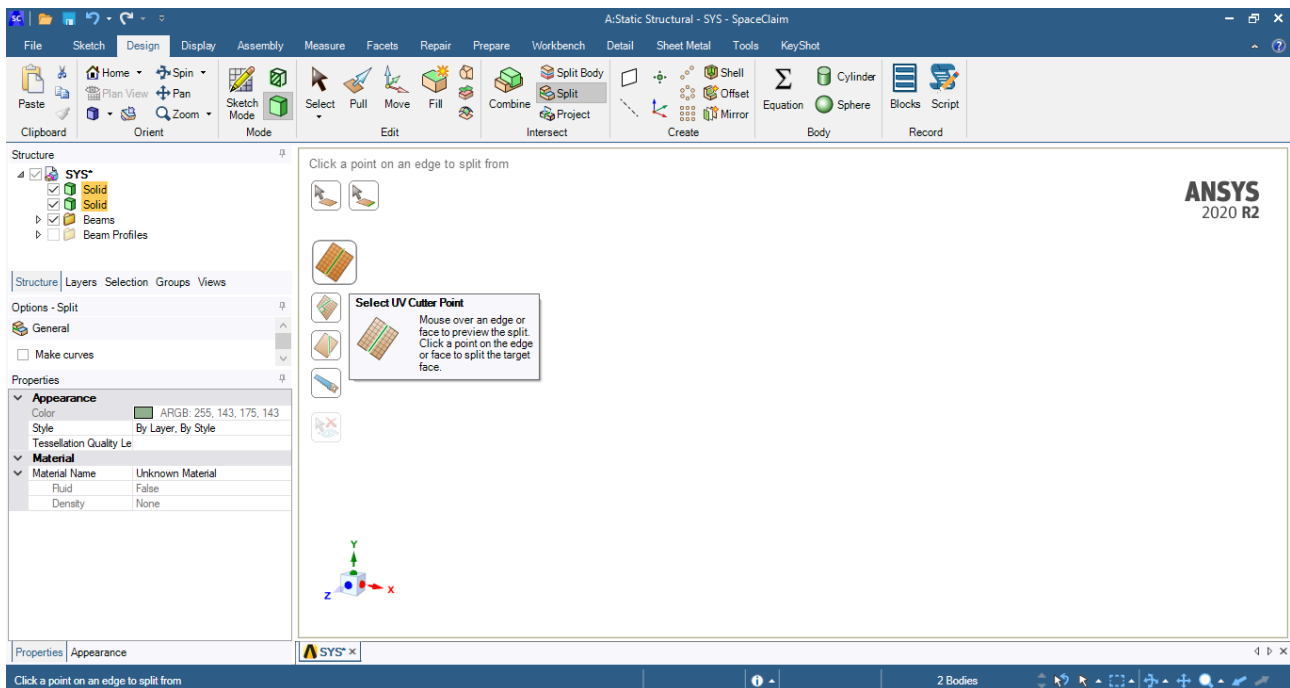 A:Static Structural - SYS - SpaceClaim
File Sketch Design Display Assembly Measure Facets Repair Prepare Workbench Detail Sheet Metal Tools KeyShot
Paste
Home
Plan View
Spin
Pan
Zoom
Sketch
Mode
Select
Pull
Move
Fill
Combine
Split Body
Split
Project
Shell
Offset
Mirror
Equation
Cylinder
Sphere
Blocks
Script
Clipboard Orient Mode Edit Intersect Create Body Record
Structure
SYS*
Solid
Solid
Beams
Beam Profiles
Structure Layers Selection Groups Views
Options - Split
General
Make curves
Properties
Appearance
Color ARGB: 255, 143, 175, 143
Style By Layer, By Style
Tessellation Quality Le
Material
Material Name Unknown Material
Fluid False
Density None
Properties Appearance
Click a point on an edge to split from
ANSYS
2020 R2
Select UV Cutter Point
Mouse over an edge or
face to preview the split.
Click a point on the edge
or face to split the target
face.
Y
X
Z
SYS*
Click a point on an edge to split from
2 Bodies